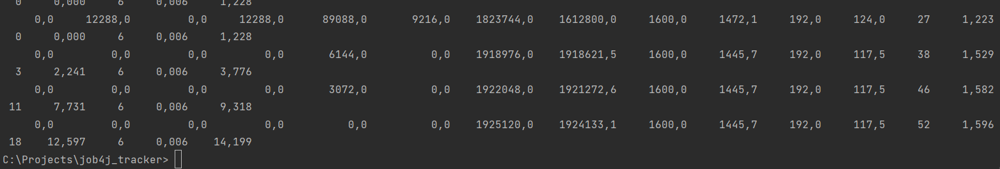 0 0,000 6 0,006 1,228
0,0 12288,0 0,0 12288,0 89088,0 9216,0 1823744,0 1612800,0 1600,0 1472,1 192,0 124,0 27 1,223
0 0,000 6 0,006 1,228
0,0 0,0 0,0 0,0 6144,0 0,0 1918976,0 1918621,5 1600,0 1445,7 192,0 117,5 38 1,529
3 2,241 6 0,006 3,776
0,0 0,0 0,0 0,0 3072,0 0,0 1922048,0 1921272,6 1600,0 1445,7 192,0 117,5 46 1,582
11 7,731 6 0,006 9,318
0,0 0,0 0,0 0,0 0,0 0,0 1925120,0 1924133,1 1600,0 1445,7 192,0 117,5 52 1,596
18 12,597 6 0,006 14,199
C:\Projects\job4j_tracker>